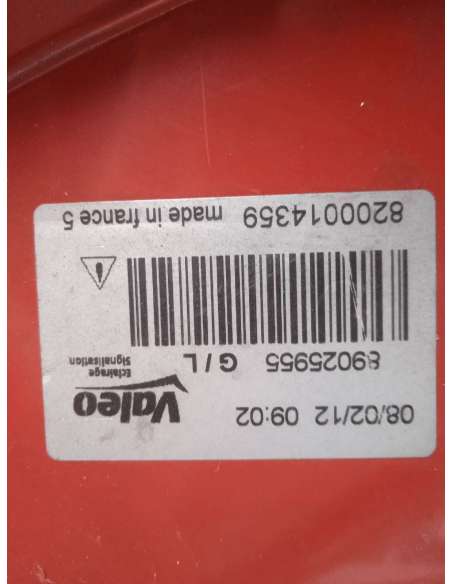 08/02/12 09:02 Valeo
Eclairage
Signalisation
89025955 G / L
8200014359 made in france 5